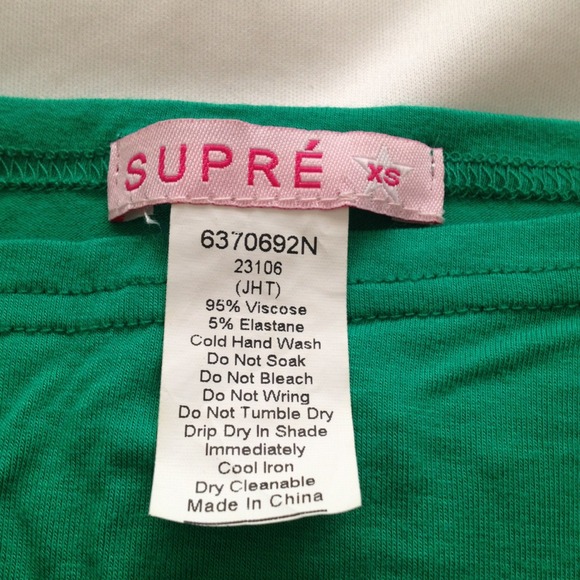 SUPRÉ XS
6370692N
23106
(JHT)
95% Viscose
5% Elastane
Cold Hand Wash
Do Not Soak
Do Not Bleach
Do Not Wring
Do Not Tumble Dry
Drip Dry In Shade
Immediately
Cool Iron
Dry Cleanable
Made In China